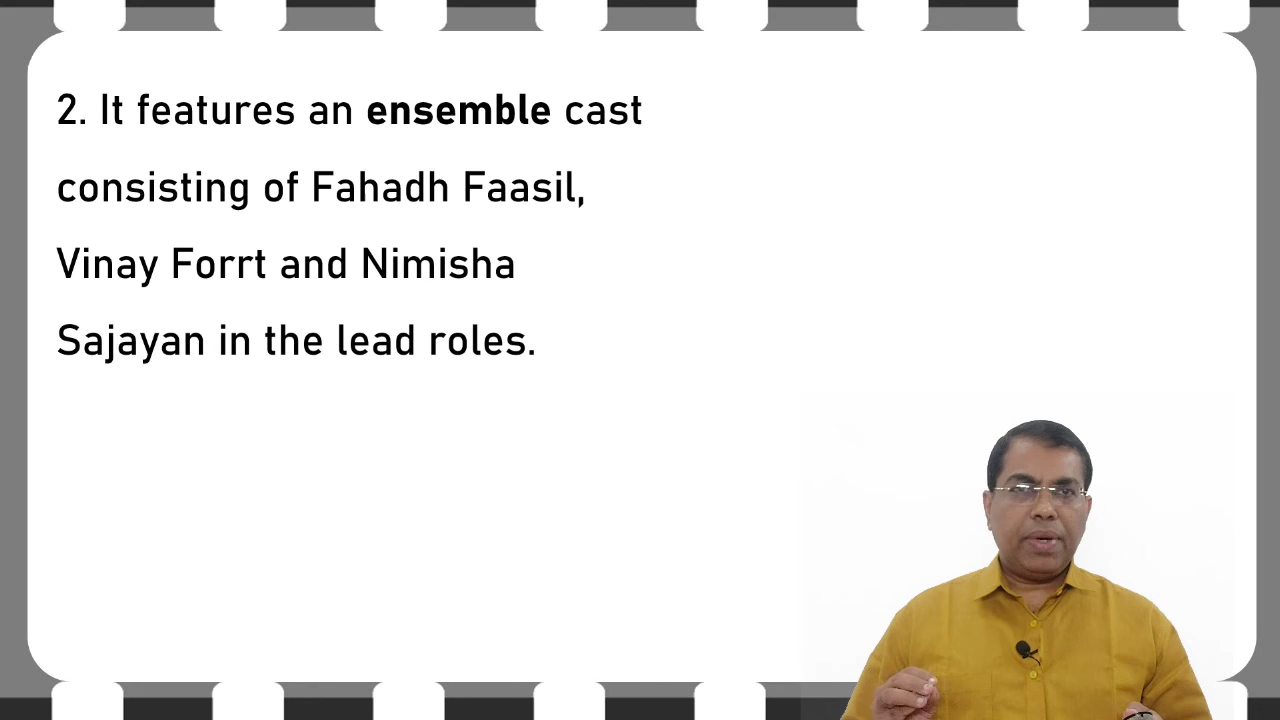 2. It features an ensemble cast
consisting of Fahadh Faasil,
Vinay Forrt and Nimisha
Sajayan in the lead roles.